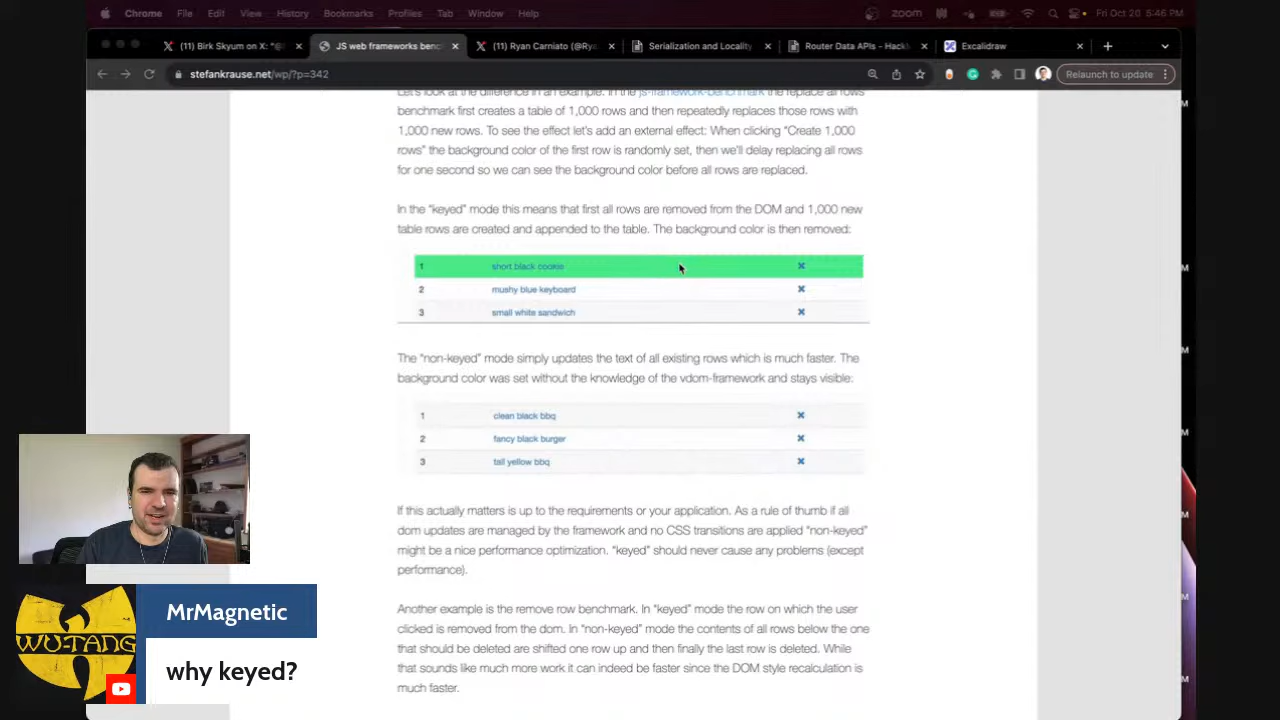 Chrome File Edit View History Bookmarks Profiles Tab Window Help zoom Fri Oct 20 5:46 PM
(11) Birk Skyum on X: "@ JS web frameworks benc (11) Ryan Carniato (@Rya Serialization and Locality Router Data APIs - Hack Excalidraw
stefankrause.net/wp/?p=342 Relaunch to update
Let's look at the difference in an example. In the js-framework-benchmark the replace all rows
benchmark first creates a table of 1,000 rows and then repeatedly replaces those rows with
1,000 new rows. To see the effect let's add an external effect: When clicking "Create 1,000
rows" the background color of the first row is randomly set, then we'll delay replacing all rows
for one second so we can see the background color before all rows are replaced.
In the "keyed" mode this means that first all rows are removed from the DOM and 1,000 new
table rows are created and appended to the table. The background color is then removed:
1 short black cookie
2 mushy blue keyboard
3 small white sandwich
The "non-keyed" mode simply updates the text of all existing rows which is much faster. The
background color was set without the knowledge of the vdom-framework and stays visible:
1 clean black bbq
2 fancy black burger
3 tall yellow bbq
If this actually matters is up to the requirements or your application. As a rule of thumb if all
dom updates are managed by the framework and no CSS transitions are applied "non-keyed"
might be a nice performance optimization. "keyed" should never cause any problems (except
performance).
Another example is the remove row benchmark. In "keyed" mode the row on which the user
clicked is removed from the dom. In "non-keyed" mode the contents of all rows below the one
that should be deleted are shifted one row up and then finally the last row is deleted. While
that sounds like much more work it can indeed be faster since the DOM style recalculation is
much faster.
WU-TANG
MrMagnetic
why keyed?